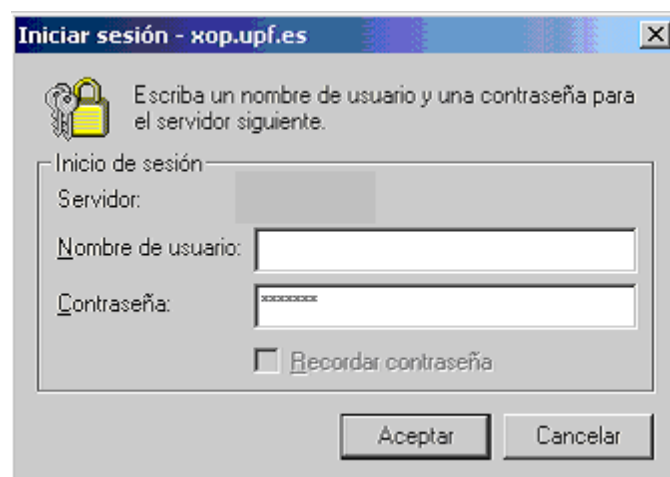 Iniciar sesión - xop.upf.es
Escriba un nombre de usuario y una contraseña para
el servidor siguiente.
Inicio de sesión
Servidor:
Nombre de usuario:
Contraseña: *******
Recordar contraseña
Aceptar Cancelar